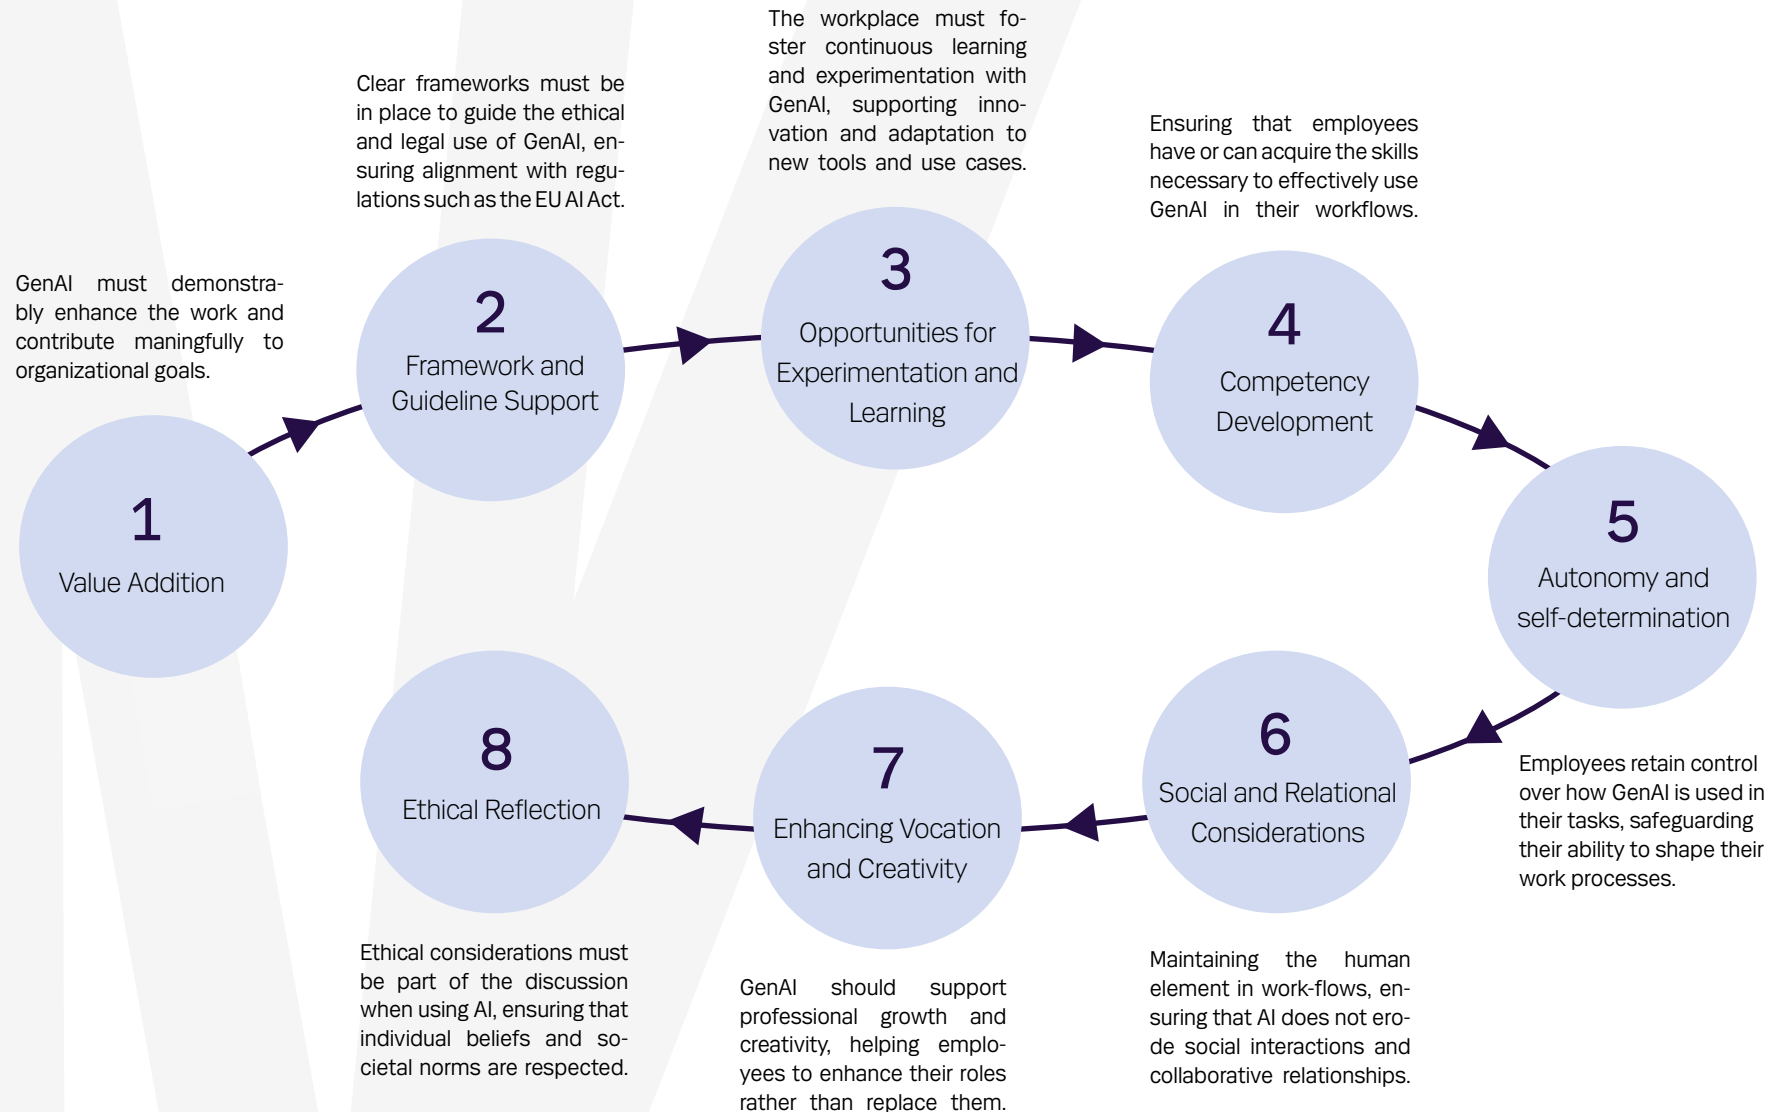 GenAI must demonstra-
bly enhance the work and
contribute maningfully to
organizational goals.
1
Value Addition
Clear frameworks must be
in place to guide the ethical
and legal use of GenAI, en-
suring alignment with regu-
lations such as the EU AI Act.
2
Framework and
Guideline Support
The workplace must fo-
ster continuous learning
and experimentation with
GenAI, supporting inno-
vation and adaptation to
new tools and use cases.
3
Opportunities for
Experimentation and
Learning
Ensuring that employees
have or can acquire the skills
necessary to effectively use
GenAI in their workflows.
4
Competency
Development
5
Autonomy and
self-determination
Employees retain control
over how GenAI is used in
their tasks, safeguarding
their ability to shape their
work processes.
6
Social and Relational
Considerations
Maintaining the human
element in work-flows, en-
suring that AI does not ero-
de social interactions and
collaborative relationships.
7
Enhancing Vocation
and Creativity
GenAI should support
professional growth and
creativity, helping emplo-
yees to enhance their roles
rather than replace them.
8
Ethical Reflection
Ethical considerations must
be part of the discussion
when using AI, ensuring that
individual beliefs and so-
cietal norms are respected.